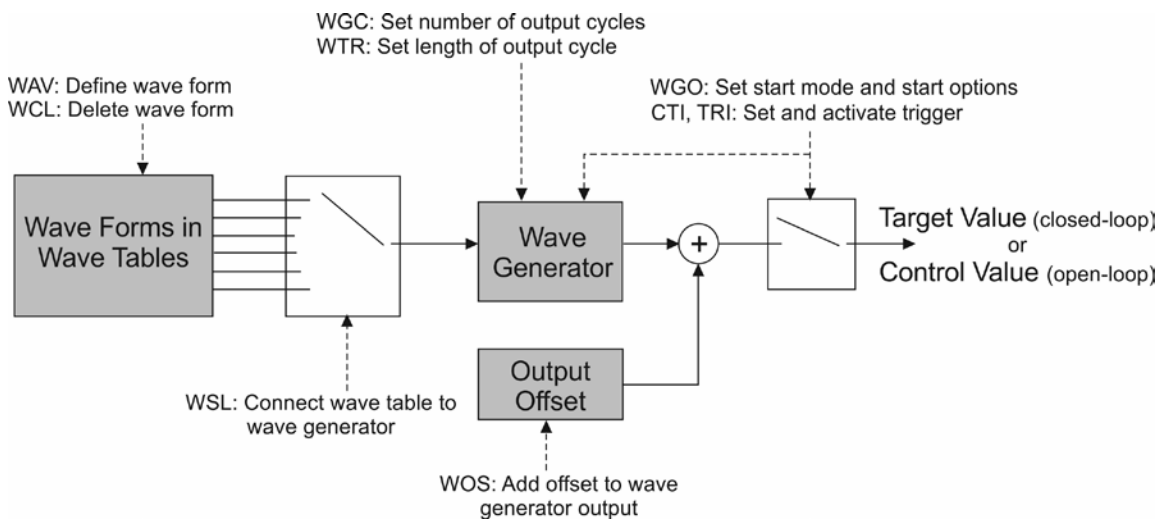 WGC: Set number of output cycles
WTR: Set length of output cycle
WAV: Define wave form
WCL: Delete wave form
WGO: Set start mode and start options
CTI, TRI: Set and activate trigger
Wave Forms in
Wave Tables
Wave
Generator
+
Target Value (closed-loop)
or
Control Value (open-loop)
Output
Offset
WSL: Connect wave table to
wave generator
WOS: Add offset to wave
generator output